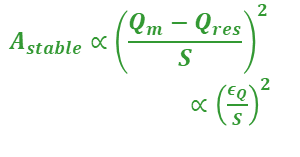 A_stable ∝ ((Q_m − Q_res)/S)^2
∝ (ϵ_Q/S)^2